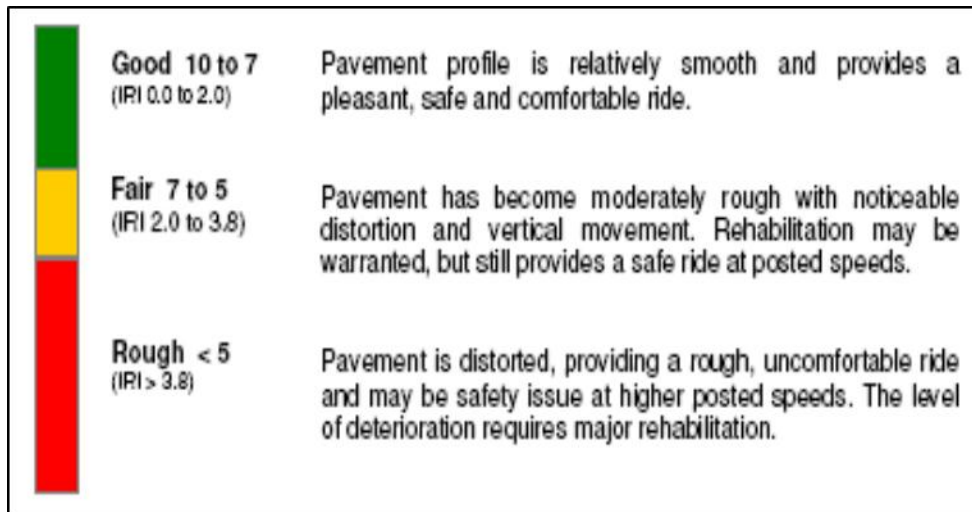 Good 10 to 7
(IRI 0.0 to 2.0)
Pavement profile is relatively smooth and provides a
pleasant, safe and comfortable ride.
Fair 7 to 5
(IRI 2.0 to 3.8)
Pavement has become moderately rough with noticeable
distortion and vertical movement. Rehabilitation may be
warranted, but still provides a safe ride at posted speeds.
Rough < 5
(IRI > 3.8)
Pavement is distorted, providing a rough, uncomfortable ride
and may be safety issue at higher posted speeds. The level
of deterioration requires major rehabilitation.